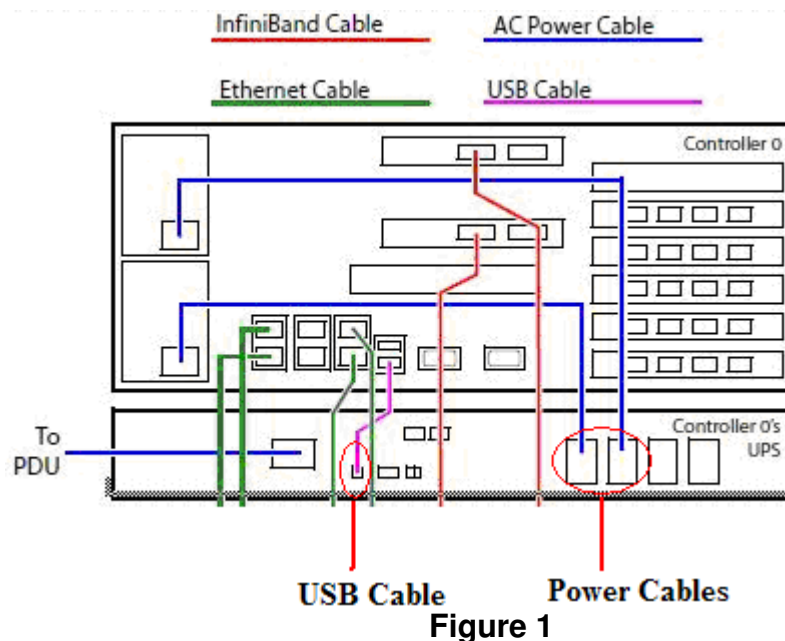 InfiniBand Cable
AC Power Cable
Ethernet Cable
USB Cable
Controller 0
Controller 0's
UPS
To
PDU
USB Cable
Power Cables
Figure 1